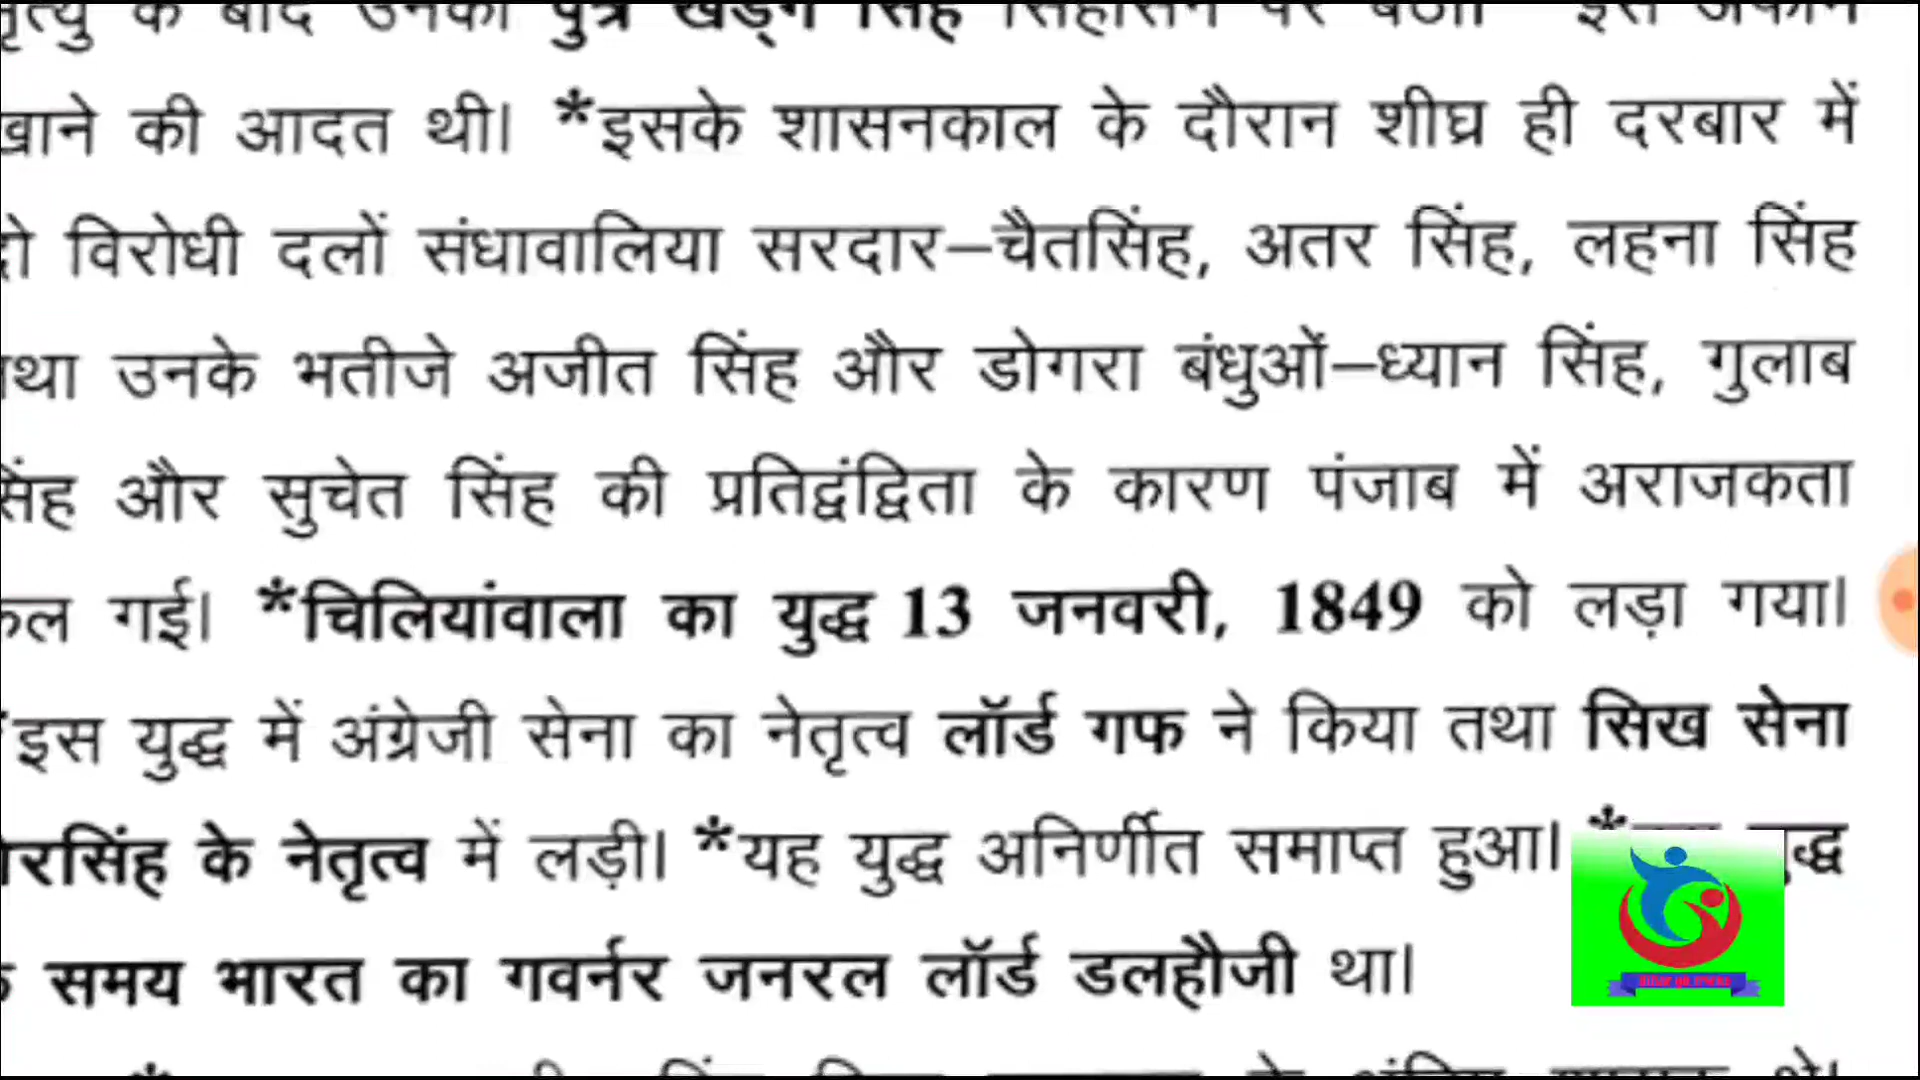 मृत्यु के बाद उनका पुत्र खड़ग सिंह सिंहासन पर बैठा। *इसे अफीम
खाने की आदत थी। *इसके शासनकाल के दौरान शीघ्र ही दरबार में
दो विरोधी दलों संधावालिया सरदार–चैतसिंह, अतर सिंह, लहना सिंह
तथा उनके भतीजे अजीत सिंह और डोगरा बंधुओं–ध्यान सिंह, गुलाब
सिंह और सुचेत सिंह की प्रतिद्वंद्विता के कारण पंजाब में अराजकता
फैल गई। *चिलियांवाला का युद्ध 13 जनवरी, 1849 को लड़ा गया।
*इस युद्ध में अंग्रेजी सेना का नेतृत्व लॉर्ड गफ ने किया तथा सिख सेना
शेरसिंह के नेतृत्व में लड़ी। *यह युद्ध अनिर्णीत समाप्त हुआ। * युद्ध
के समय भारत का गवर्नर जनरल लॉर्ड डलहौजी था।